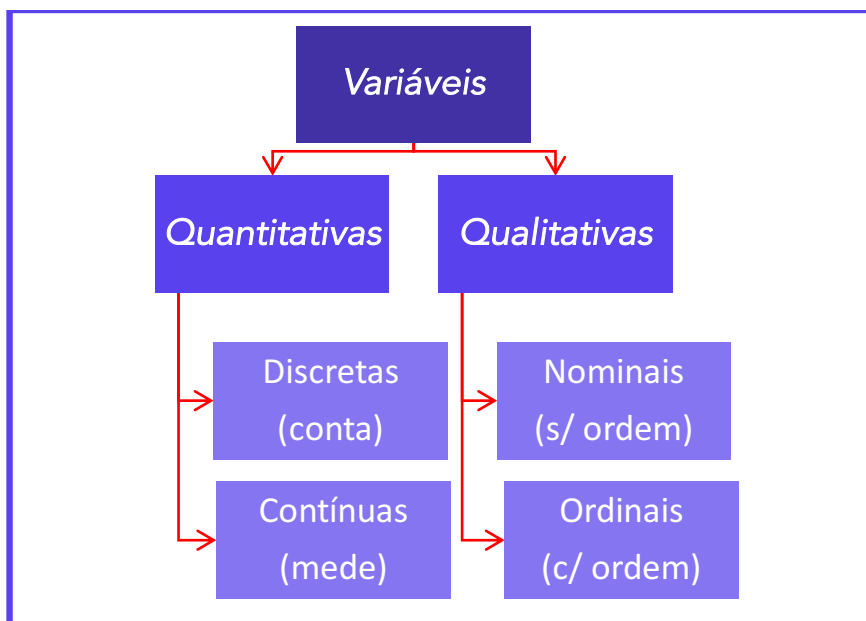 Variáveis
Quantitativas
Qualitativas
Discretas
(conta)
Nominais
(s/ ordem)
Contínuas
(mede)
Ordinais
(c/ ordem)